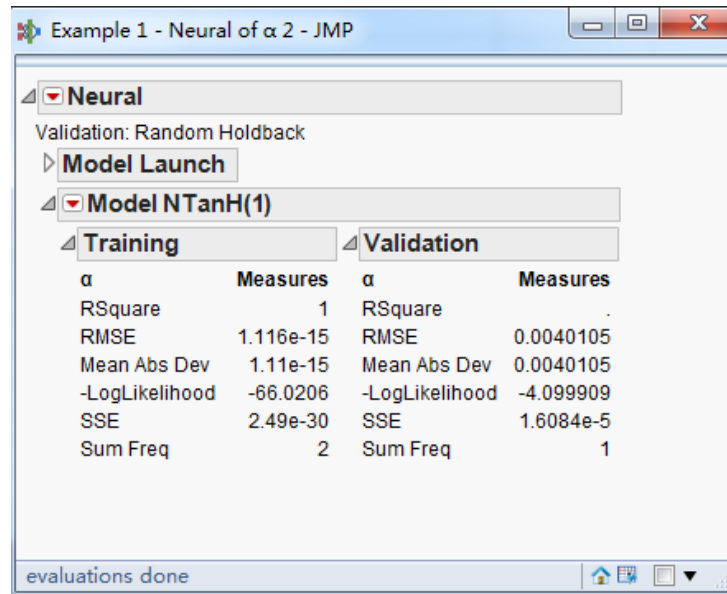 Example 1 - Neural of α 2 - JMP
Neural
Validation: Random Holdback
Model Launch
Model NTanH(1)
Training Validation
α Measures α Measures
RSquare 1 RSquare .
RMSE 1.116e-15 RMSE 0.0040105
Mean Abs Dev 1.11e-15 Mean Abs Dev 0.0040105
-LogLikelihood -66.0206 -LogLikelihood -4.099909
SSE 2.49e-30 SSE 1.6084e-5
Sum Freq 2 Sum Freq 1
evaluations done